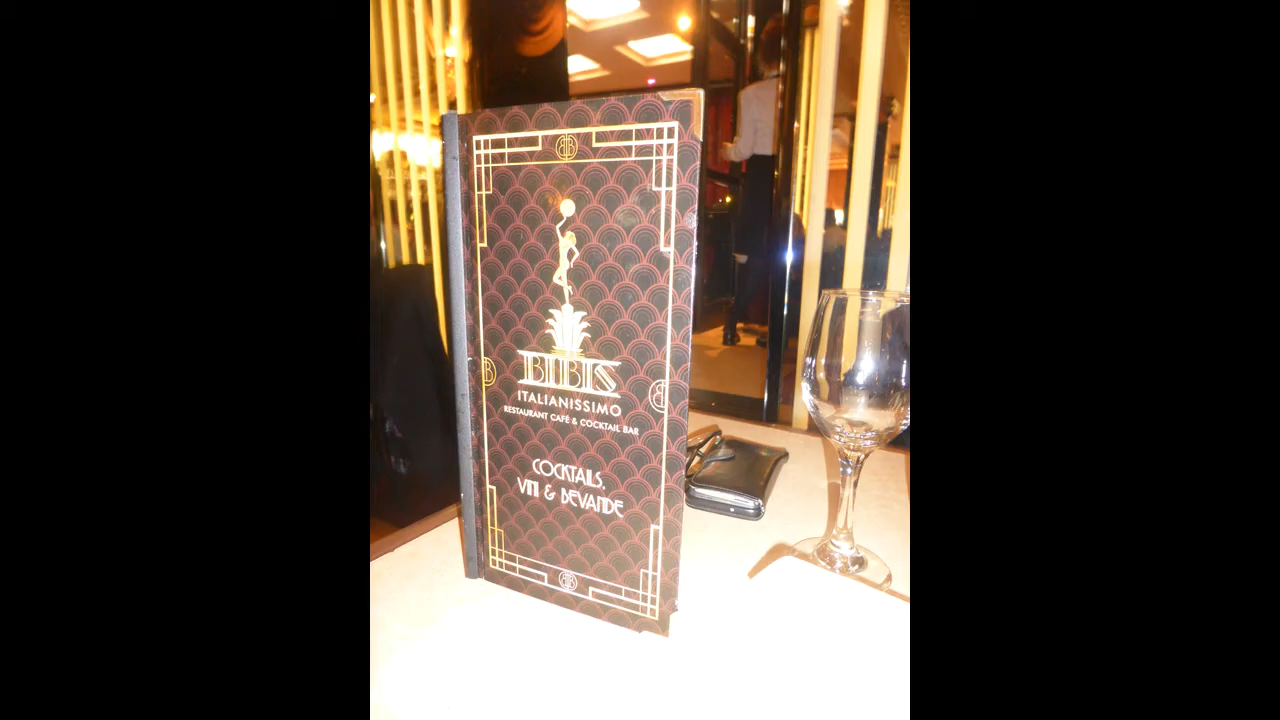 BIBIS
ITALIANISSIMO
RESTAURANT CAFÉ & COCKTAIL BAR
COCKTAILS,
VINI & BEVANDE